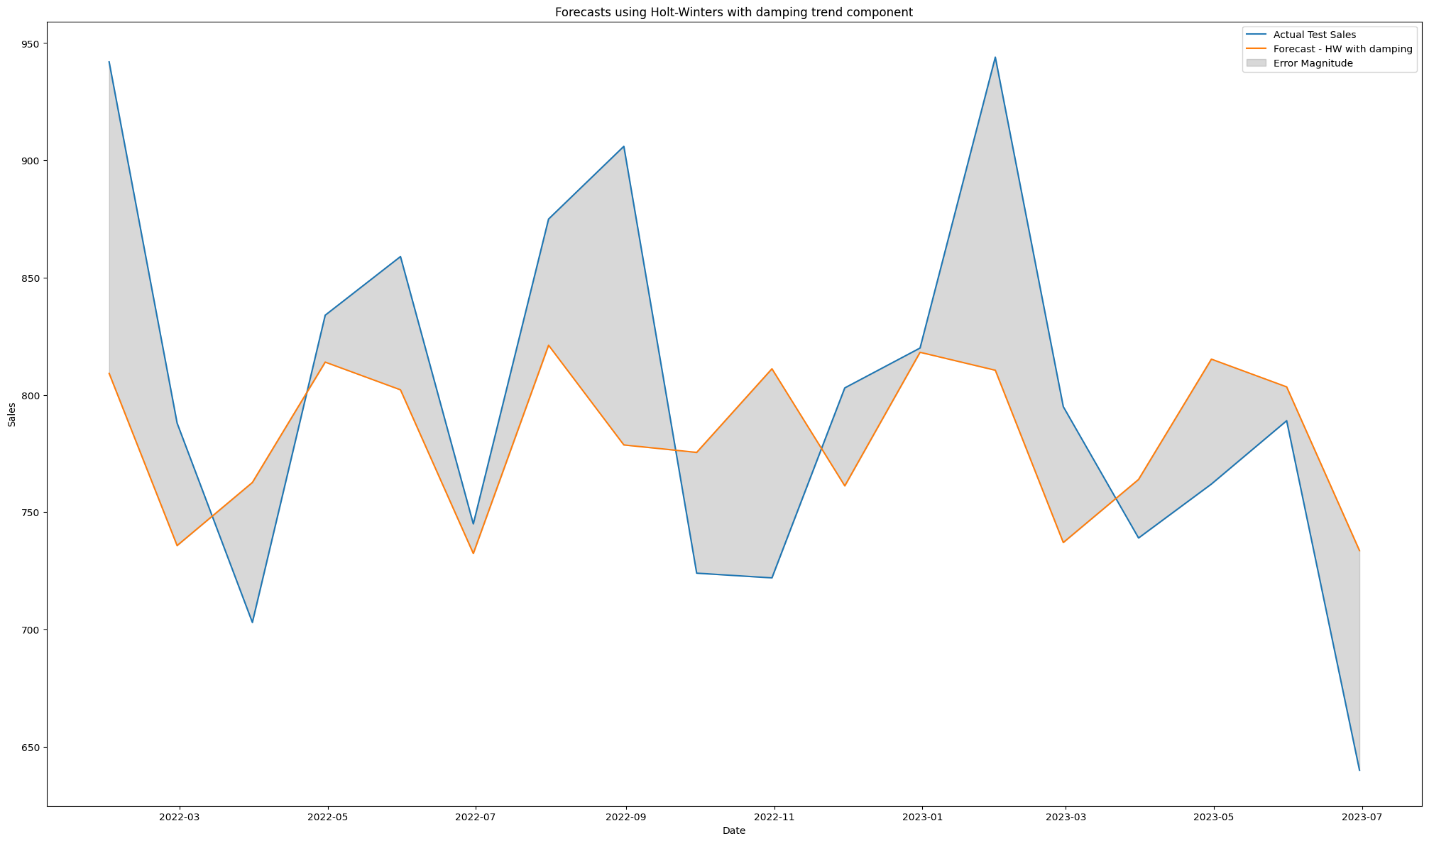 Forecasts using Holt-Winters with damping trend component
Actual Test Sales
Forecast - HW with damping
Error Magnitude
950
900
850
800
750
700
650
Sales
2022-03
2022-05
2022-07
2022-09
2022-11
2023-01
2023-03
2023-05
2023-07
Date